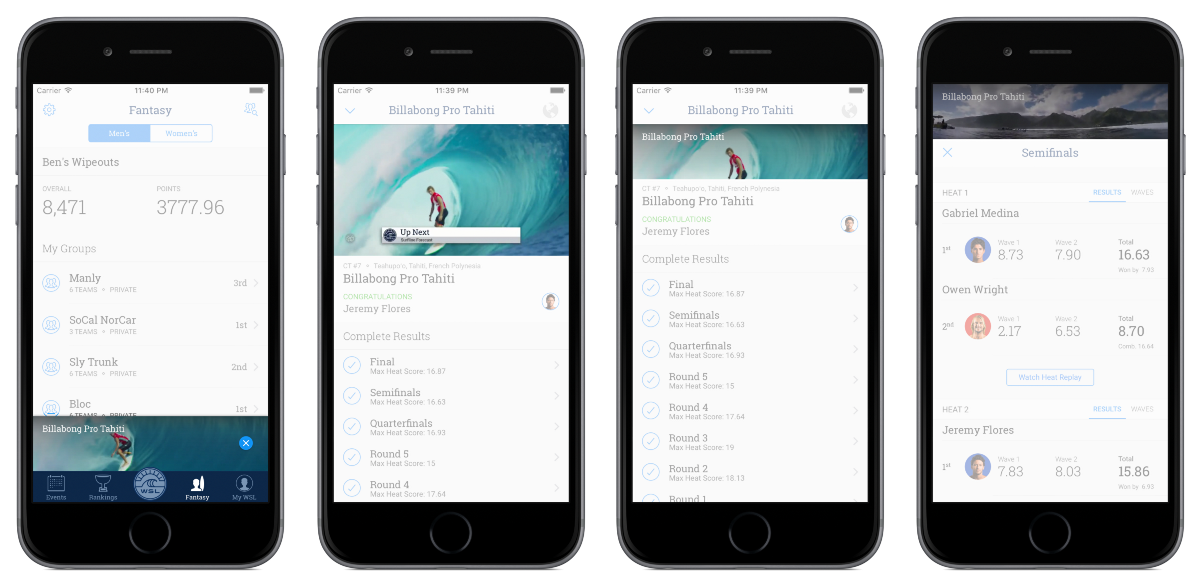 Carrier 11:40 PM
Fantasy
Men's Women's
Ben's Wipeouts
OVERALL POINTS
8,471 3777.96
My Groups
Manly
6 TEAMS • PRIVATE
3rd
SoCal NorCar
3 TEAMS • PRIVATE
1st
Sly Trunk
6 TEAMS • PRIVATE
2nd
Bloc
6 TEAMS • PRIVATE
1st
Billabong Pro Tahiti
WSL
Events Rankings Fantasy My WSL
Carrier 11:39 PM
Billabong Pro Tahiti
Up Next
Surfline Forecast
CT #7 • Teahupo'o, Tahiti, French Polynesia
Billabong Pro Tahiti
CONGRATULATIONS
Jeremy Flores
Complete Results
Final
Max Heat Score: 16.87
Semifinals
Max Heat Score: 16.63
Quarterfinals
Max Heat Score: 16.93
Round 5
Max Heat Score: 15
Round 4
Max Heat Score: 17.64
Carrier 11:39 PM
Billabong Pro Tahiti
Billabong Pro Tahiti
CT #7 • Teahupo'o, Tahiti, French Polynesia
Billabong Pro Tahiti
CONGRATULATIONS
Jeremy Flores
Complete Results
Final
Max Heat Score: 16.87
Semifinals
Max Heat Score: 16.63
Quarterfinals
Max Heat Score: 16.93
Round 5
Max Heat Score: 15
Round 4
Max Heat Score: 17.64
Round 3
Max Heat Score: 19
Round 2
Max Heat Score: 18.13
Round 1
Billabong Pro Tahiti
Semifinals
HEAT 1 RESULTS WAVES
Gabriel Medina
Wave 1 Wave 2 Total
1st 8.73 7.90 16.63
Won by 7.93
Owen Wright
Wave 1 Wave 2 Total
2nd 2.17 6.53 8.70
Comb. 16.64
Watch Heat Replay
HEAT 2 RESULTS WAVES
Jeremy Flores
Wave 1 Wave 2 Total
1st 7.83 8.03 15.86
Won by 6.93